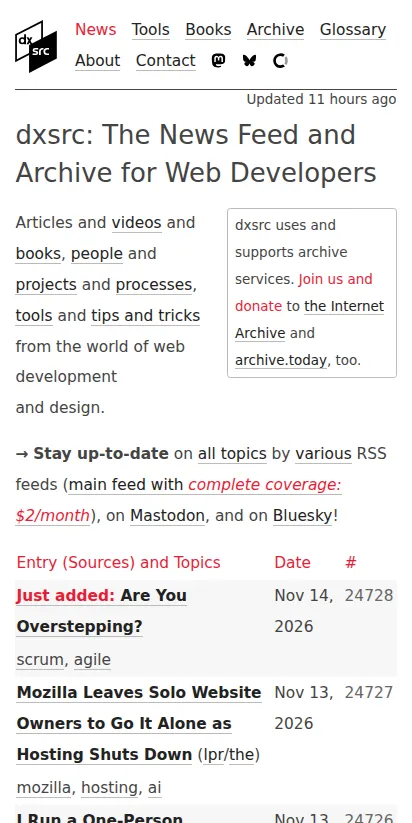 dx
src
News Tools Books Archive Glossary
About Contact
Updated 11 hours ago
dxsrc: The News Feed and
Archive for Web Developers
Articles and videos and
books, people and
projects and processes,
tools and tips and tricks
from the world of web
development
and design.
dxsrc uses and
supports archive
services. Join us and
donate to the Internet
Archive and
archive.today, too.
→ Stay up-to-date on all topics by various RSS
feeds (main feed with complete coverage:
$2/month), on Mastodon, and on Bluesky!
Entry (Sources) and Topics Date #
Just added: Are You Nov 14, 24728
Overstepping? 2026
scrum, agile
Mozilla Leaves Solo Website Nov 13, 24727
Owners to Go It Alone as 2026
Hosting Shuts Down (lpr/the)
mozilla, hosting, ai
I Run a One-Person Nov 13, 24726